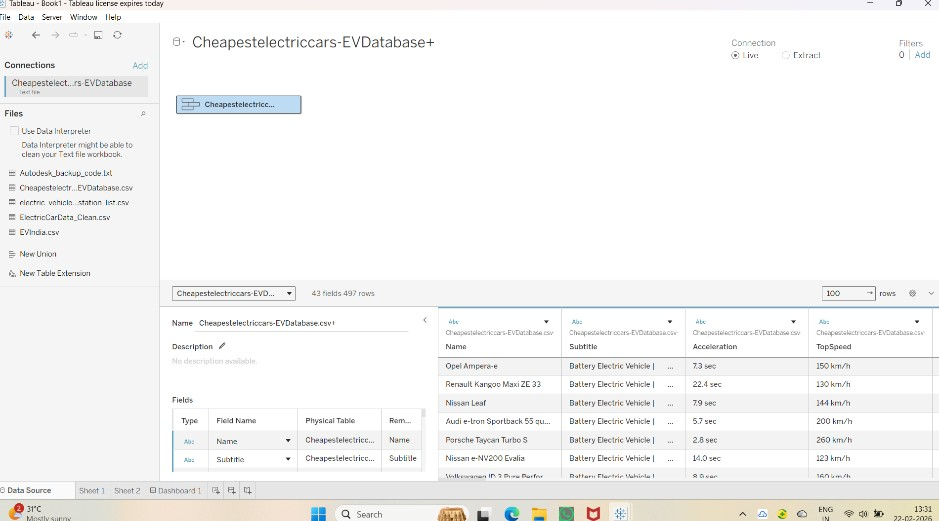 Tableau - Book1 - Tableau license expires today
File Data Server Window Help
Connections Add
Cheapestelect...rs-EVDatabase
Text file
Files
Use Data Interpreter
Data Interpreter might be able to
clean your Text file workbook.
Autodesk_backup_code.txt
Cheapestelectr...EVDatabase.csv
electric_vehicle...station_list.csv
ElectricCarData_Clean.csv
EVIndia.csv
New Union
New Table Extension
Cheapestelectriccars-EVDatabase+
Connection
Live Extract
Filters
0 Add
Cheapestelectricc...
Cheapestelectriccars-EVD... 43 fields 497 rows 100 rows
Name Cheapestelectriccars-EVDatabase.csv+
Description
No description available.
Fields
Type Field Name Physical Table Rem...
Abc Name Cheapestelectricc... Name
Abc Subtitle Cheapestelectricc... Subtitle
Abc Abc Abc Abc
Cheapestelectriccars-EVDatabase.csv Cheapestelectriccars-EVDatabase.csv Cheapestelectriccars-EVDatabase.csv Cheapestelectriccars-EVDatabase.csv
Name Subtitle Acceleration TopSpeed
Opel Ampera-e Battery Electric Vehicle | ... 7.3 sec 150 km/h
Renault Kangoo Maxi ZE 33 Battery Electric Vehicle | ... 22.4 sec 130 km/h
Nissan Leaf Battery Electric Vehicle | ... 7.9 sec 144 km/h
Audi e-tron Sportback 55 qu... Battery Electric Vehicle | ... 5.7 sec 200 km/h
Porsche Taycan Turbo S Battery Electric Vehicle | ... 2.8 sec 260 km/h
Nissan e-NV200 Evalia Battery Electric Vehicle | ... 14.0 sec 123 km/h
Volkswagen ID.3 Pure Perfor... Battery Electric Vehicle | ... 8.9 sec 160 km/h
Data Source Sheet 1 Sheet 2 Dashboard 1
2
31°C
Mostly sunny
Search
ENG
IN
13:31
22-02-2026